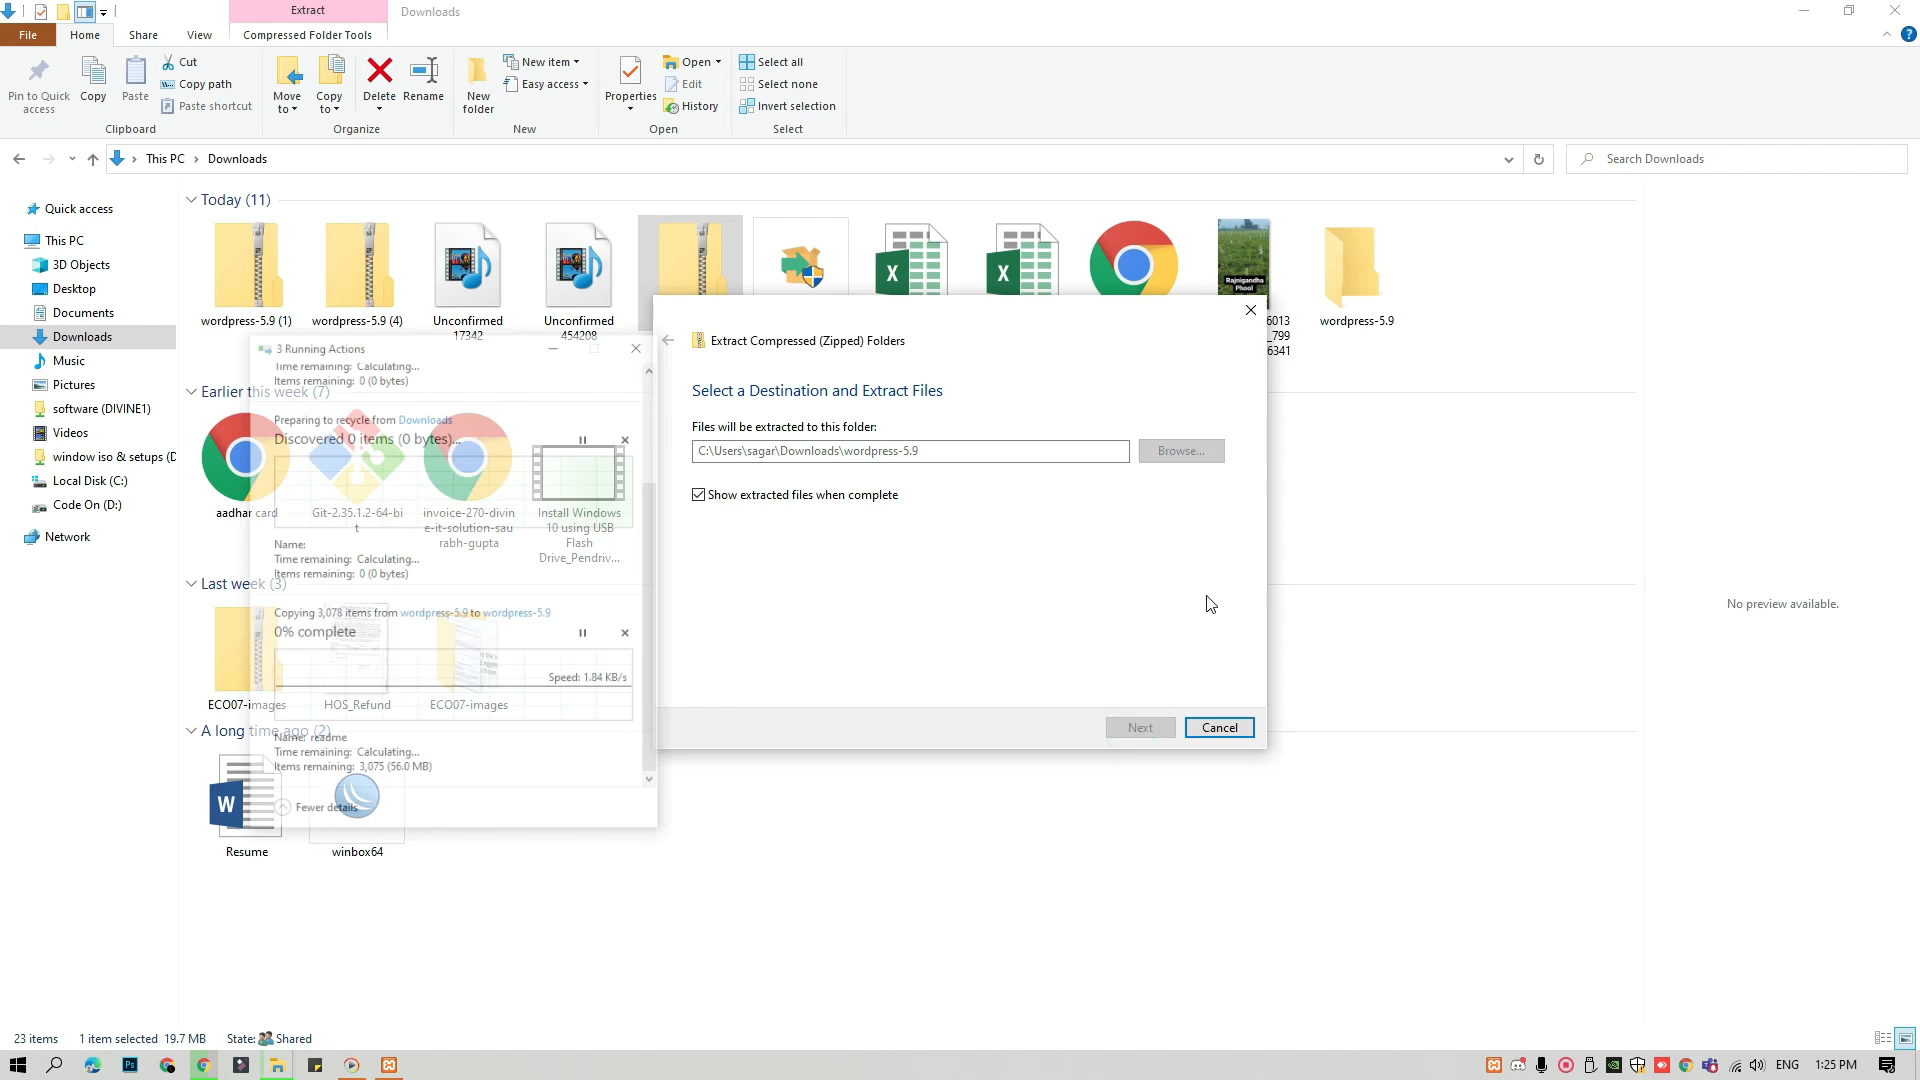 Extract
Downloads
File
Home
Share
View
Compressed Folder Tools
Pin to Quick access
Copy
Paste
Cut
Copy path
Paste shortcut
Clipboard
Move to
Copy to
Delete
Rename
Organize
New folder
New item
Easy access
New
Properties
Open
Edit
History
Open
Select all
Select none
Invert selection
Select
This PC
Downloads
Search Downloads
Quick access
This PC
3D Objects
Desktop
Documents
Downloads
Music
Pictures
software (DIVINE1)
Videos
window iso & setups (D
Local Disk (C:)
Code On (D:)
Network
Today (11)
wordpress-5.9 (1)
wordpress-5.9 (4)
Unconfirmed 17342
Unconfirmed 454208
Rajnigandha Phool
6013
_799
6341
wordpress-5.9
3 Running Actions
Time remaining: Calculating...
Items remaining: 0 (0 bytes)
Earlier this week (7)
Preparing to recycle from Downloads
Discovered 0 items (0 bytes)...
aadhar card
Git-2.35.1.2-64-bi
t
invoice-270-divin
e-it-solution-sau
rabh-gupta
Install Windows
10 using USB
Flash
Drive_Pendriv...
Name:
Time remaining: Calculating...
Items remaining: 0 (0 bytes)
Last week (3)
Copying 3,078 items from wordpress-5.9 to wordpress-5.9
0% complete
Speed: 1.84 KB/s
ECO07-images
HOS_Refund
ECO07-images
A long time ago (2)
Name: readme
Time remaining: Calculating...
Items remaining: 3,075 (56.0 MB)
Fewer details
Resume
winbox64
Extract Compressed (Zipped) Folders
Select a Destination and Extract Files
Files will be extracted to this folder:
C:\Users\sagar\Downloads\wordpress-5.9
Browse...
Show extracted files when complete
Next
Cancel
No preview available.
23 items
1 item selected 19.7 MB
State: Shared
ENG
1:25 PM